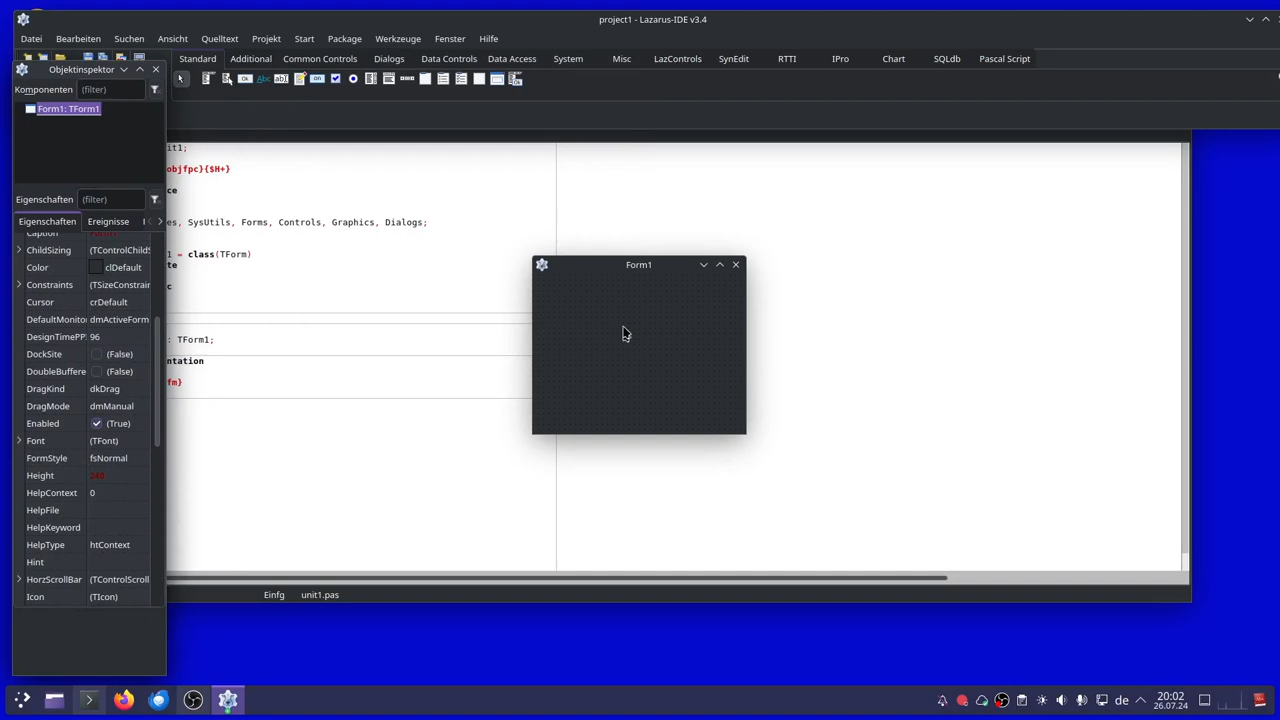 project1 - Lazarus-IDE v3.4
Datei Bearbeiten Suchen Ansicht Quelltext Projekt Start Package Werkzeuge Fenster Hilfe
Standard Additional Common Controls Dialogs Data Controls Data Access System Misc LazControls SynEdit RTTI IPro Chart SQLdb Pascal Script
Objektinspektor
Komponenten (filter)
Form1: TForm1
Eigenschaften (filter)
Eigenschaften Ereignisse
Caption Form1
ChildSizing (TControlChildS
Color clDefault
Constraints (TSizeConstrain
Cursor crDefault
DefaultMonito dmActiveForm
DesignTimePP 96
DockSite (False)
DoubleBuffere (False)
DragKind dkDrag
DragMode dmManual
Enabled (True)
Font (TFont)
FormStyle fsNormal
Height 240
HelpContext 0
HelpFile
HelpKeyword
HelpType htContext
Hint
HorzScrollBar (TControlScroll
Icon (TIcon)
it1;
objfpc}{$H+}
ce
es, SysUtils, Forms, Controls, Graphics, Dialogs;
1 = class(TForm)
te
c
: TForm1;
ntation
fm}
Form1
Einfg unit1.pas
de
20:02
26.07.24